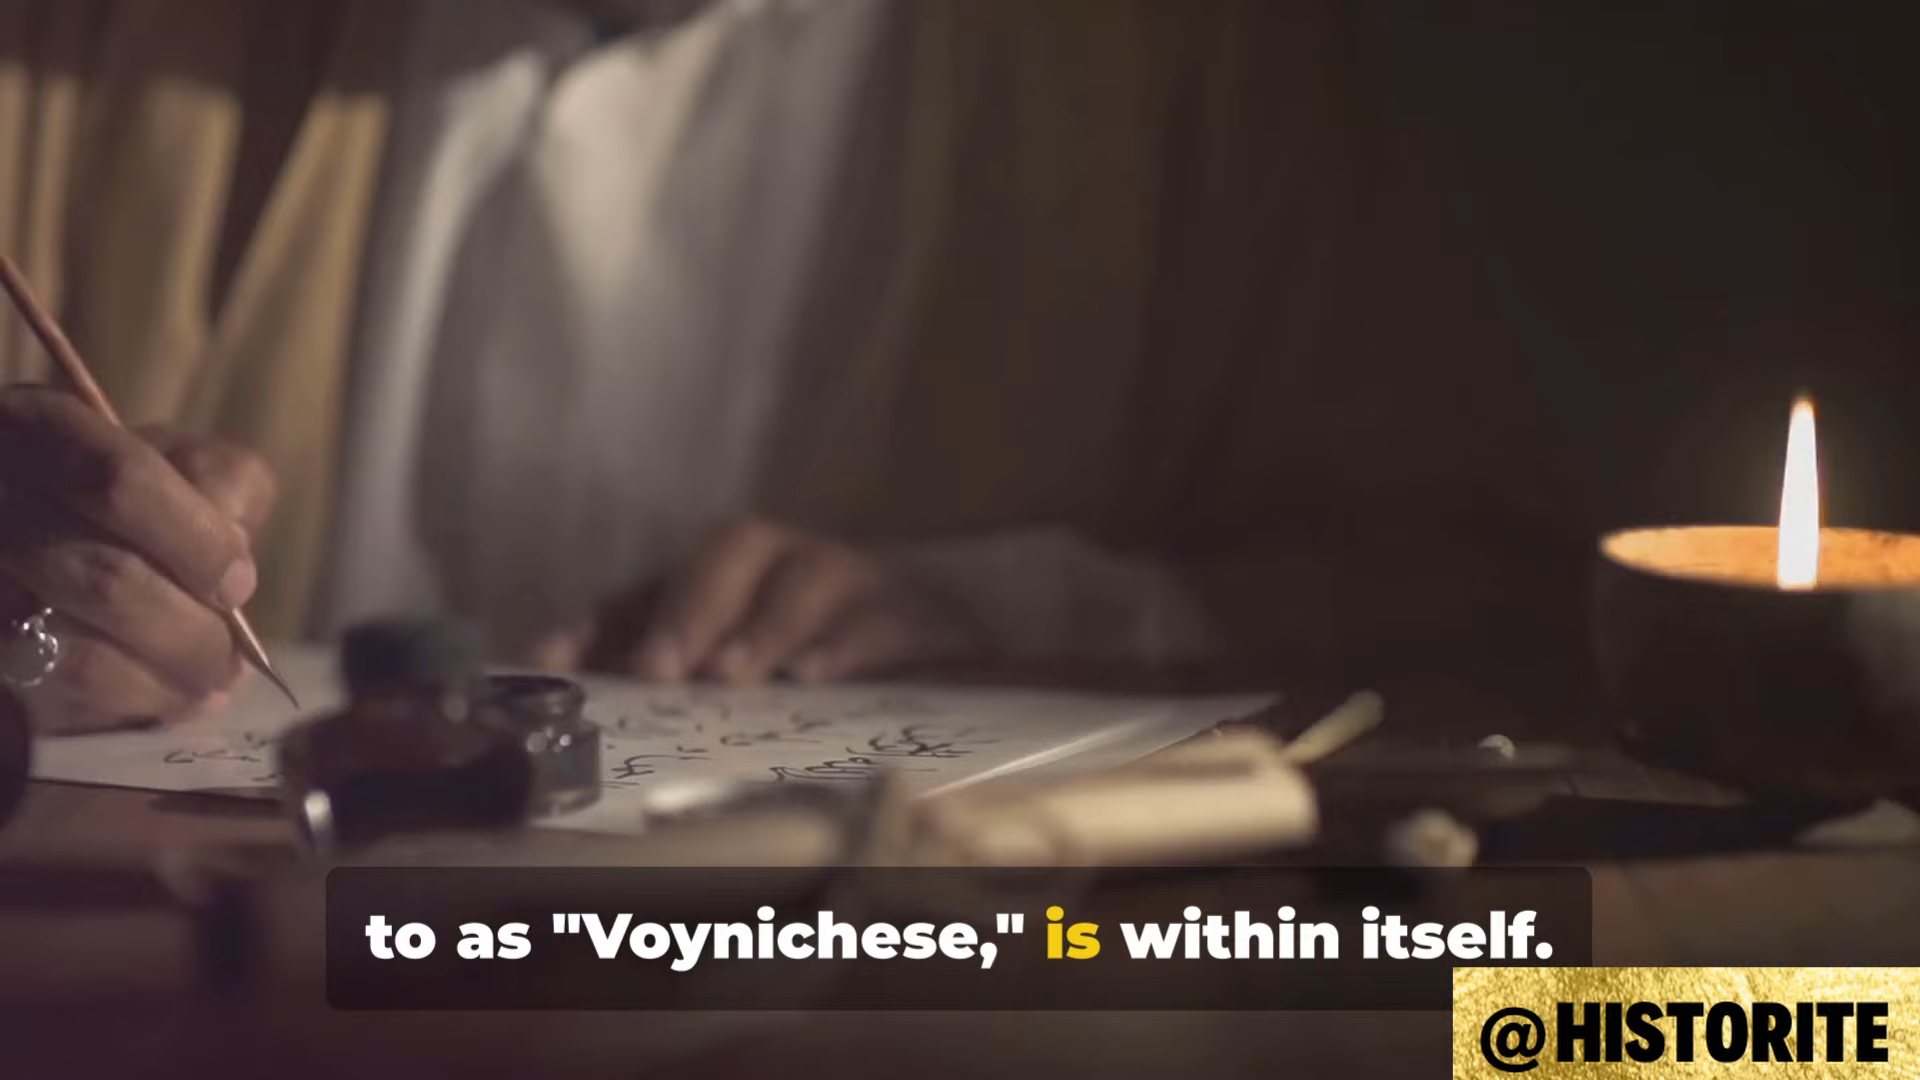 to as "Voynichese," is within itself.
@HISTORITE